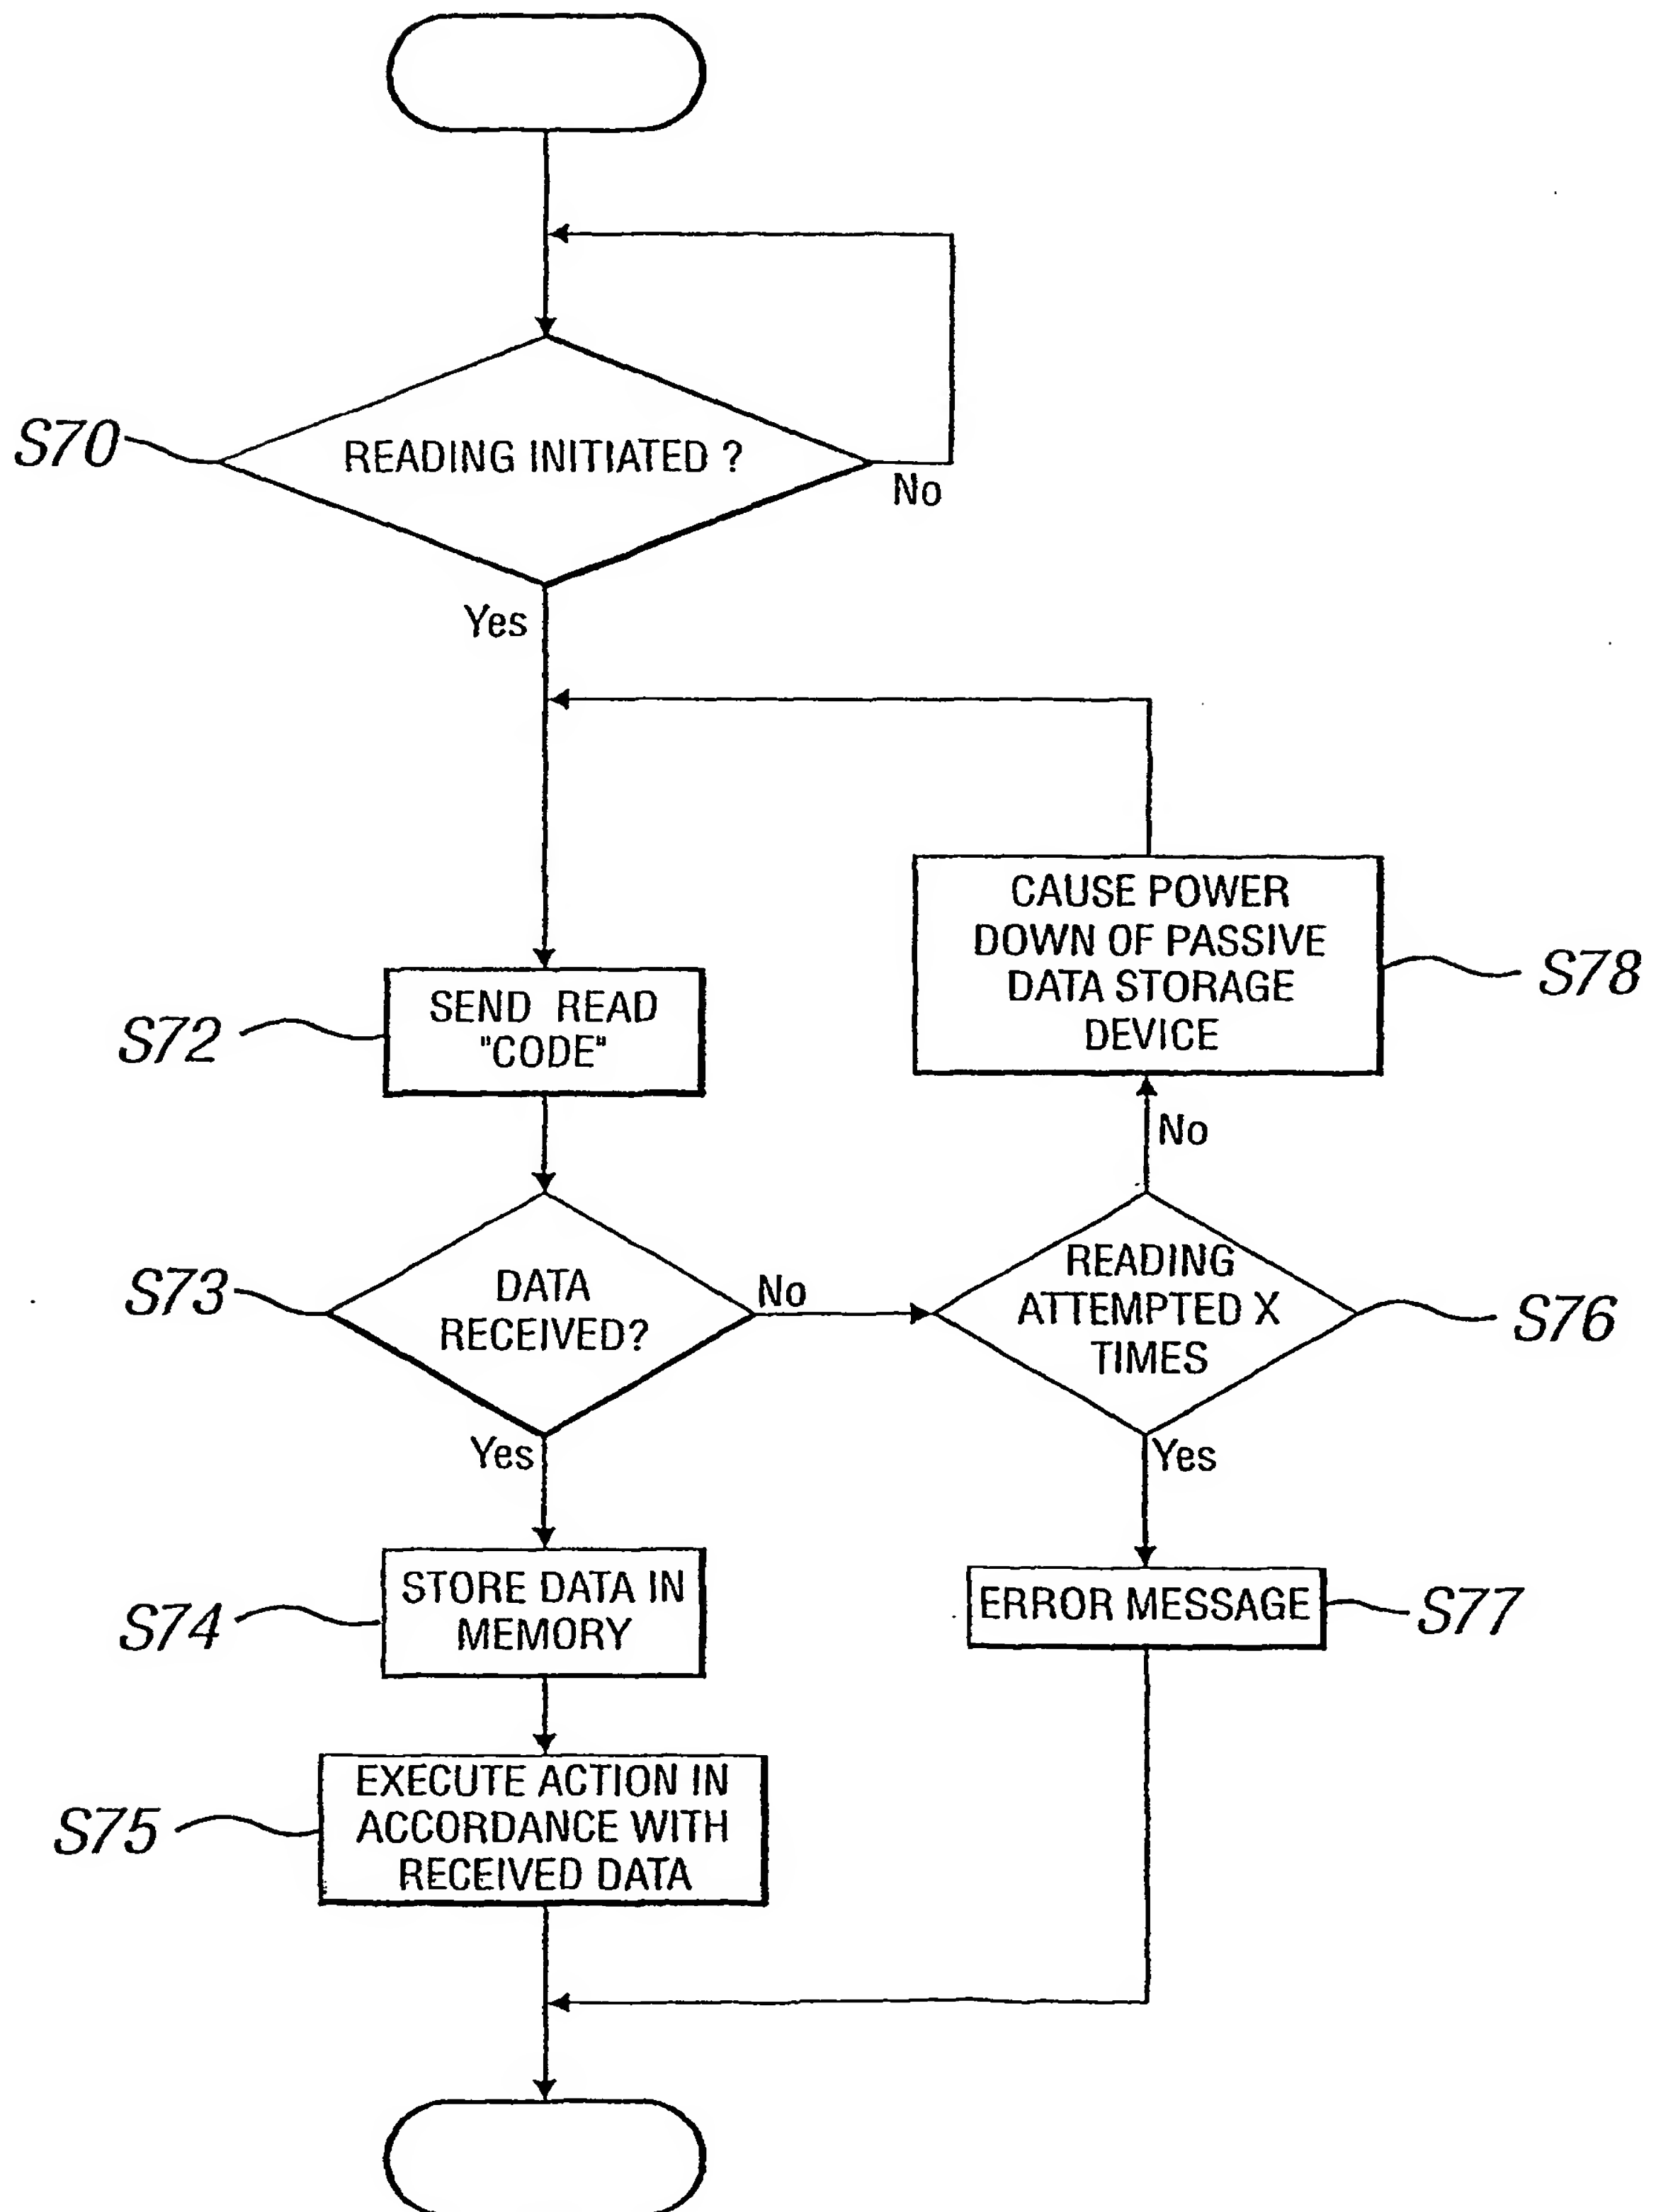 S70
READING INITIATED ?
No
Yes
S72
SEND READ
"CODE"
CAUSE POWER
DOWN OF PASSIVE
DATA STORAGE
DEVICE
S78
No
S73
DATA
RECEIVED?
No
READING
ATTEMPTED X
TIMES
S76
Yes
Yes
S74
STORE DATA IN
MEMORY
ERROR MESSAGE
S77
S75
EXECUTE ACTION IN
ACCORDANCE WITH
RECEIVED DATA